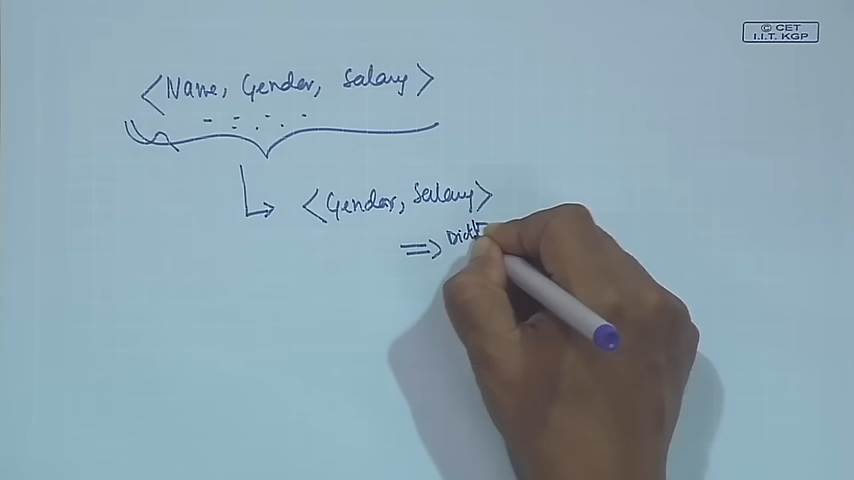 © CET
I.I.T. KGP
<Name, Gender, Salary>
<Gender, Salary>
=>